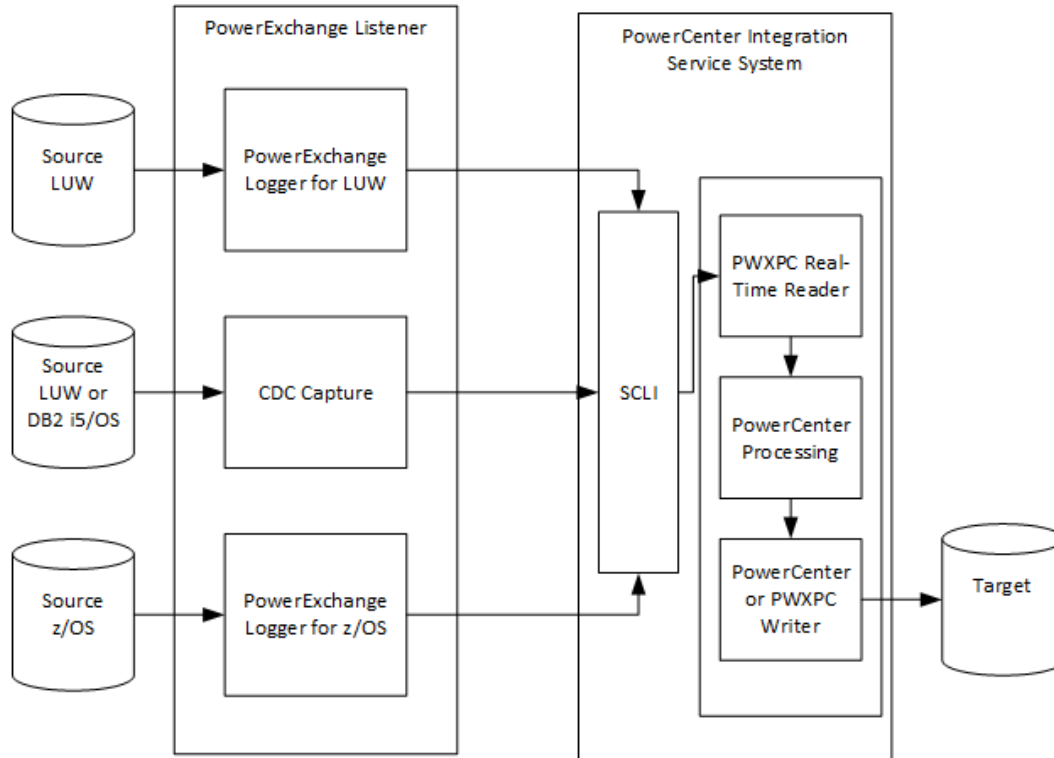 PowerExchange Listener
PowerCenter Integration
Service System
Source
LUW
PowerExchange
Logger for LUW
PWXPC Real-
Time Reader
Source
LUW or
DB2 i5/OS
CDC Capture
SCLI
PowerCenter
Processing
Source
z/OS
PowerExchange
Logger for z/OS
PowerCenter
or PWXPC
Writer
Target